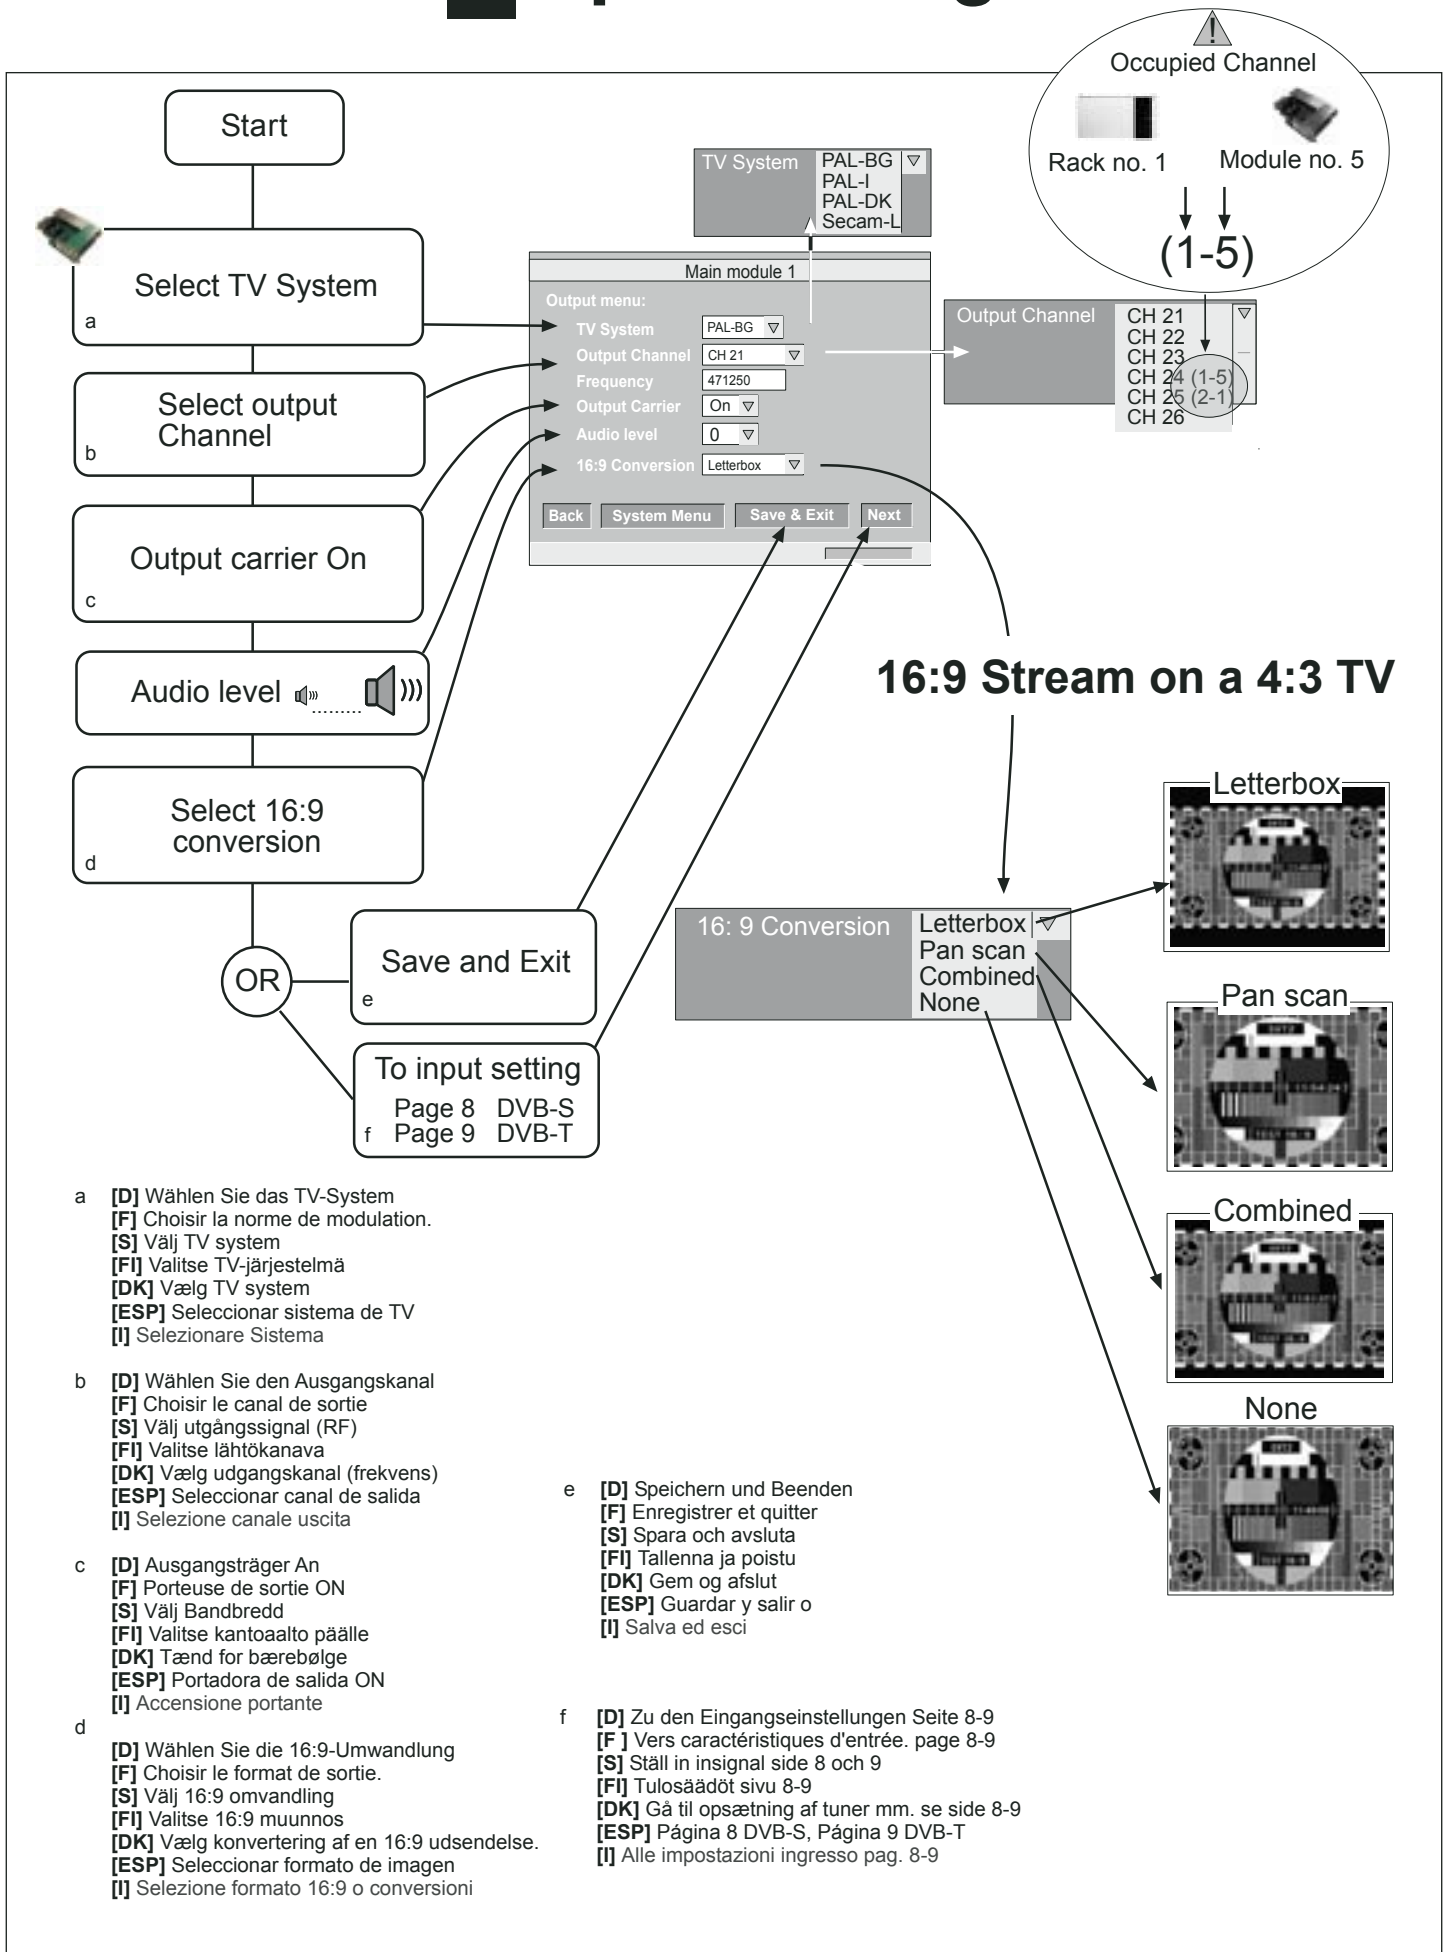 Occupied Channel
Rack no. 1
Module no. 5
(1-5)
Start
Select TV System
a
Select output
Channel
b
Output carrier On
c
Audio level
Select 16:9
conversion
d
OR
Save and Exit
e
To input setting
Page 8 DVB-S
f Page 9 DVB-T
TV System
PAL-BG
PAL-I
PAL-DK
Secam-L
Main module 1
Output menu:
TV System PAL-BG
Output Channel CH 21
Frequency 471250
Output Carrier On
Audio level 0
16:9 Conversion Letterbox
Back System Menu Save & Exit Next
Output Channel
CH 21
CH 22
CH 23
CH 24 (1-5)
CH 25 (2-1)
CH 26
16:9 Stream on a 4:3 TV
16: 9 Conversion
Letterbox
Pan scan
Combined
None
Letterbox
Pan scan
Combined
None
a [D] Wählen Sie das TV-System
[F] Choisir la norme de modulation.
[S] Välj TV system
[FI] Valitse TV-järjestelmä
[DK] Vælg TV system
[ESP] Seleccionar sistema de TV
[I] Selezionare Sistema
b [D] Wählen Sie den Ausgangskanal
[F] Choisir le canal de sortie
[S] Välj utgångssignal (RF)
[FI] Valitse lähtökanava
[DK] Vælg udgangskanal (frekvens)
[ESP] Seleccionar canal de salida
[I] Selezione canale uscita
c [D] Ausgangsträger An
[F] Porteuse de sortie ON
[S] Välj Bandbredd
[FI] Valitse kantoaalto päälle
[DK] Tænd for bærebølge
[ESP] Portadora de salida ON
[I] Accensione portante
d
[D] Wählen Sie die 16:9-Umwandlung
[F] Choisir le format de sortie.
[S] Välj 16:9 omvandling
[FI] Valitse 16:9 muunnos
[DK] Vælg konvertering af en 16:9 udsendelse.
[ESP] Seleccionar formato de imagen
[I] Selezione formato 16:9 o conversioni
e [D] Speichern und Beenden
[F] Enregistrer et quitter
[S] Spara och avsluta
[FI] Tallenna ja poistu
[DK] Gem og afslut
[ESP] Guardar y salir o
[I] Salva ed esci
f [D] Zu den Eingangseinstellungen Seite 8-9
[F ] Vers caractéristiques d'entrée. page 8-9
[S] Ställ in insignal side 8 och 9
[FI] Tulosäädöt sivu 8-9
[DK] Gå til opsætning af tuner mm. se side 8-9
[ESP] Página 8 DVB-S, Página 9 DVB-T
[I] Alle impostazioni ingresso pag. 8-9